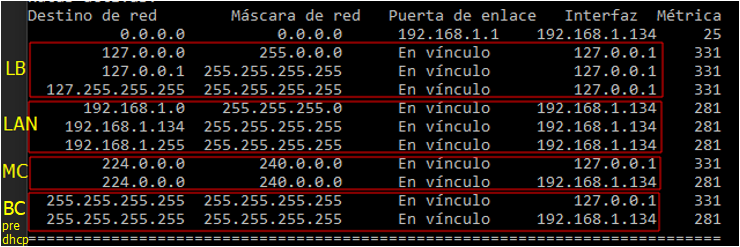 Destino de red Máscara de red Puerta de enlace Interfaz Métrica
0.0.0.0 0.0.0.0 192.168.1.1 192.168.1.134 25
127.0.0.0 255.0.0.0 En vínculo 127.0.0.1 331
LB 127.0.0.1 255.255.255.255 En vínculo 127.0.0.1 331
127.255.255.255 255.255.255.255 En vínculo 127.0.0.1 331
192.168.1.0 255.255.255.0 En vínculo 192.168.1.134 281
LAN 192.168.1.134 255.255.255.255 En vínculo 192.168.1.134 281
192.168.1.255 255.255.255.255 En vínculo 192.168.1.134 281
MC 224.0.0.0 240.0.0.0 En vínculo 127.0.0.1 331
224.0.0.0 240.0.0.0 En vínculo 192.168.1.134 281
BC 255.255.255.255 255.255.255.255 En vínculo 127.0.0.1 331
pre 255.255.255.255 255.255.255.255 En vínculo 192.168.1.134 281
dhcp ===========================================================================